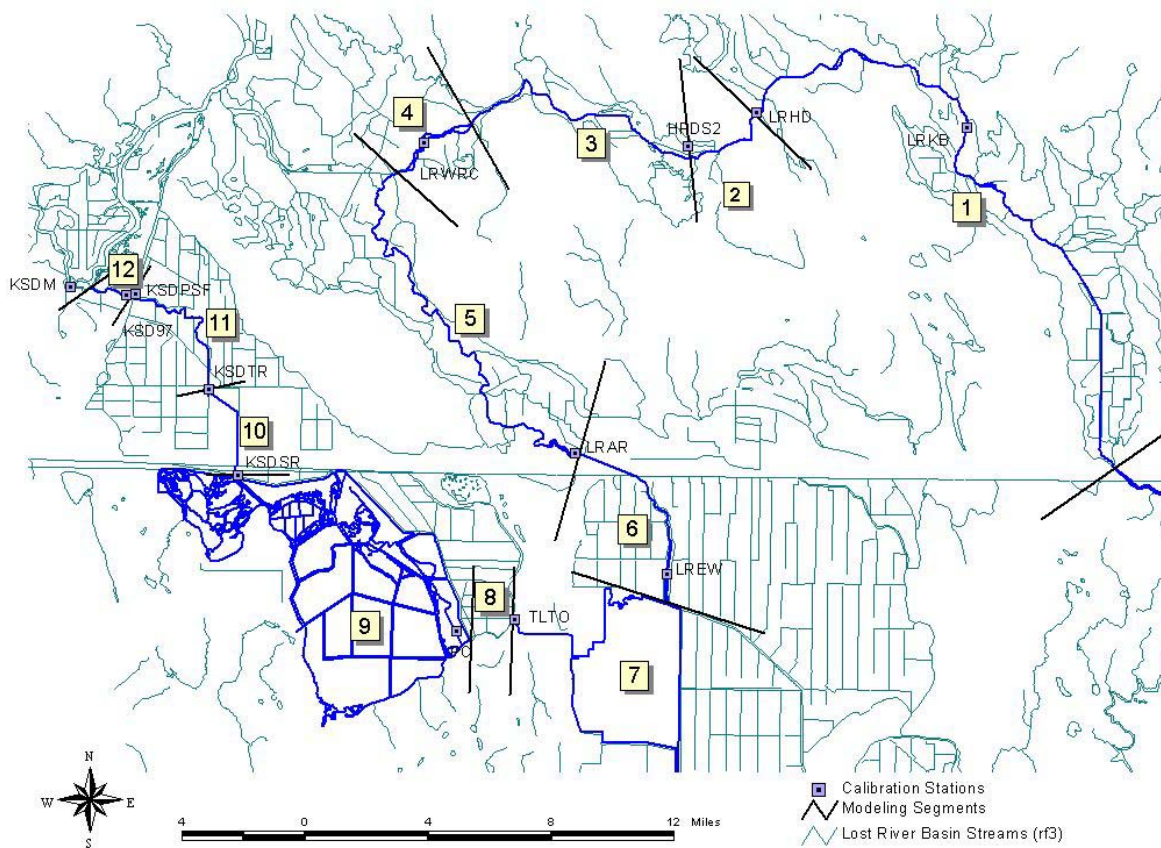 4
3
HPDS2
LRHD
LRKB
LRWRC
2
1
KSDM
12
KSDPSF
KSD97
11
5
KSDTR
10
LRAR
KSDSR
6
LREW
8
TLTO
9
7
N
W
E
S
4
0
4
8
12
Miles
Calibration Stations
Modeling Segments
Lost River Basin Streams (rf3)